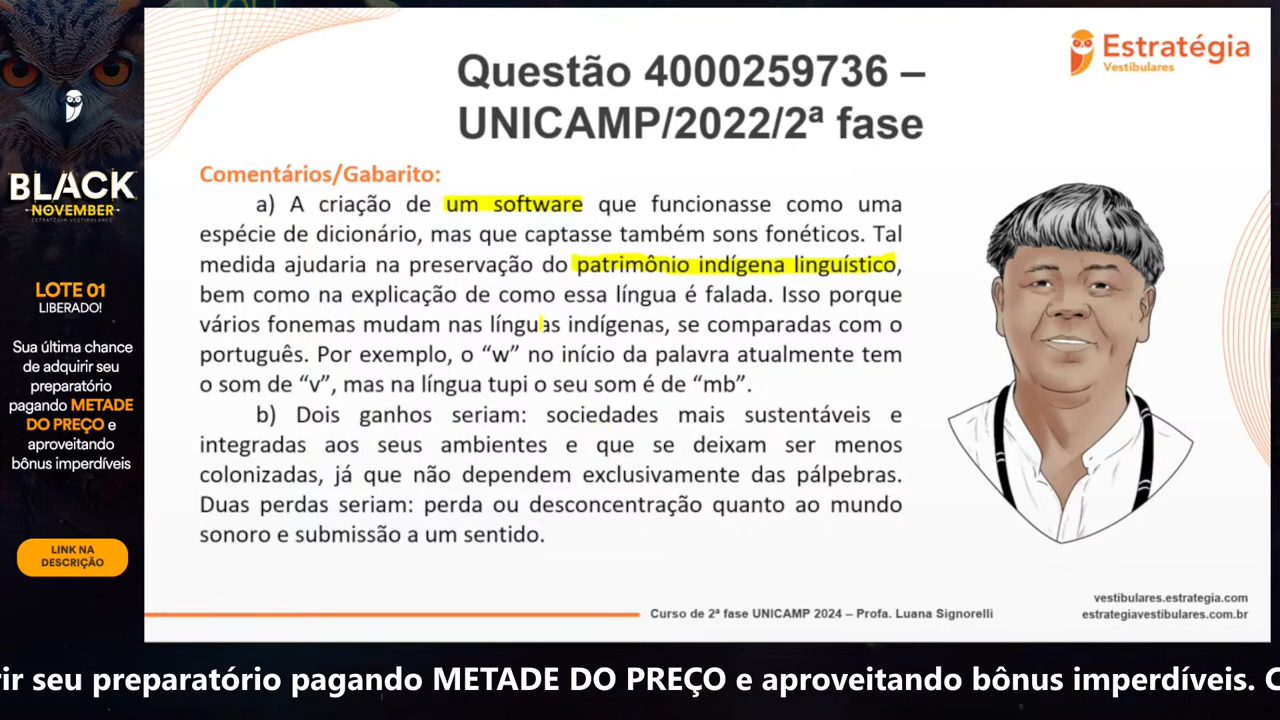 Estratégia
Vestibulares
Questão 4000259736 –
UNICAMP/2022/2ª fase
Comentários/Gabarito:
a) A criação de um software que funcionasse como uma
espécie de dicionário, mas que captasse também sons fonéticos. Tal
medida ajudaria na preservação do patrimônio indígena linguístico,
bem como na explicação de como essa língua é falada. Isso porque
vários fonemas mudam nas línguas indígenas, se comparadas com o
português. Por exemplo, o “w” no início da palavra atualmente tem
o som de “v”, mas na língua tupi o seu som é de “mb”.
b) Dois ganhos seriam: sociedades mais sustentáveis e
integradas aos seus ambientes e que se deixam ser menos
colonizadas, já que não dependem exclusivamente das pálpebras.
Duas perdas seriam: perda ou desconcentração quanto ao mundo
sonoro e submissão a um sentido.
Curso de 2ª fase UNICAMP 2024 – Profa. Luana Signorelli
vestibulares.estrategia.com
estrategiavestibulares.com.br
BLACK
NOVEMBER
ESTRATÉGIA VESTIBULARES
LOTE 01
LIBERADO!
Sua última chance
de adquirir seu
preparatório
pagando METADE
DO PREÇO e
aproveitando
bônus imperdíveis
LINK NA
DESCRIÇÃO
rir seu preparatório pagando METADE DO PREÇO e aproveitando bônus imperdíveis. C